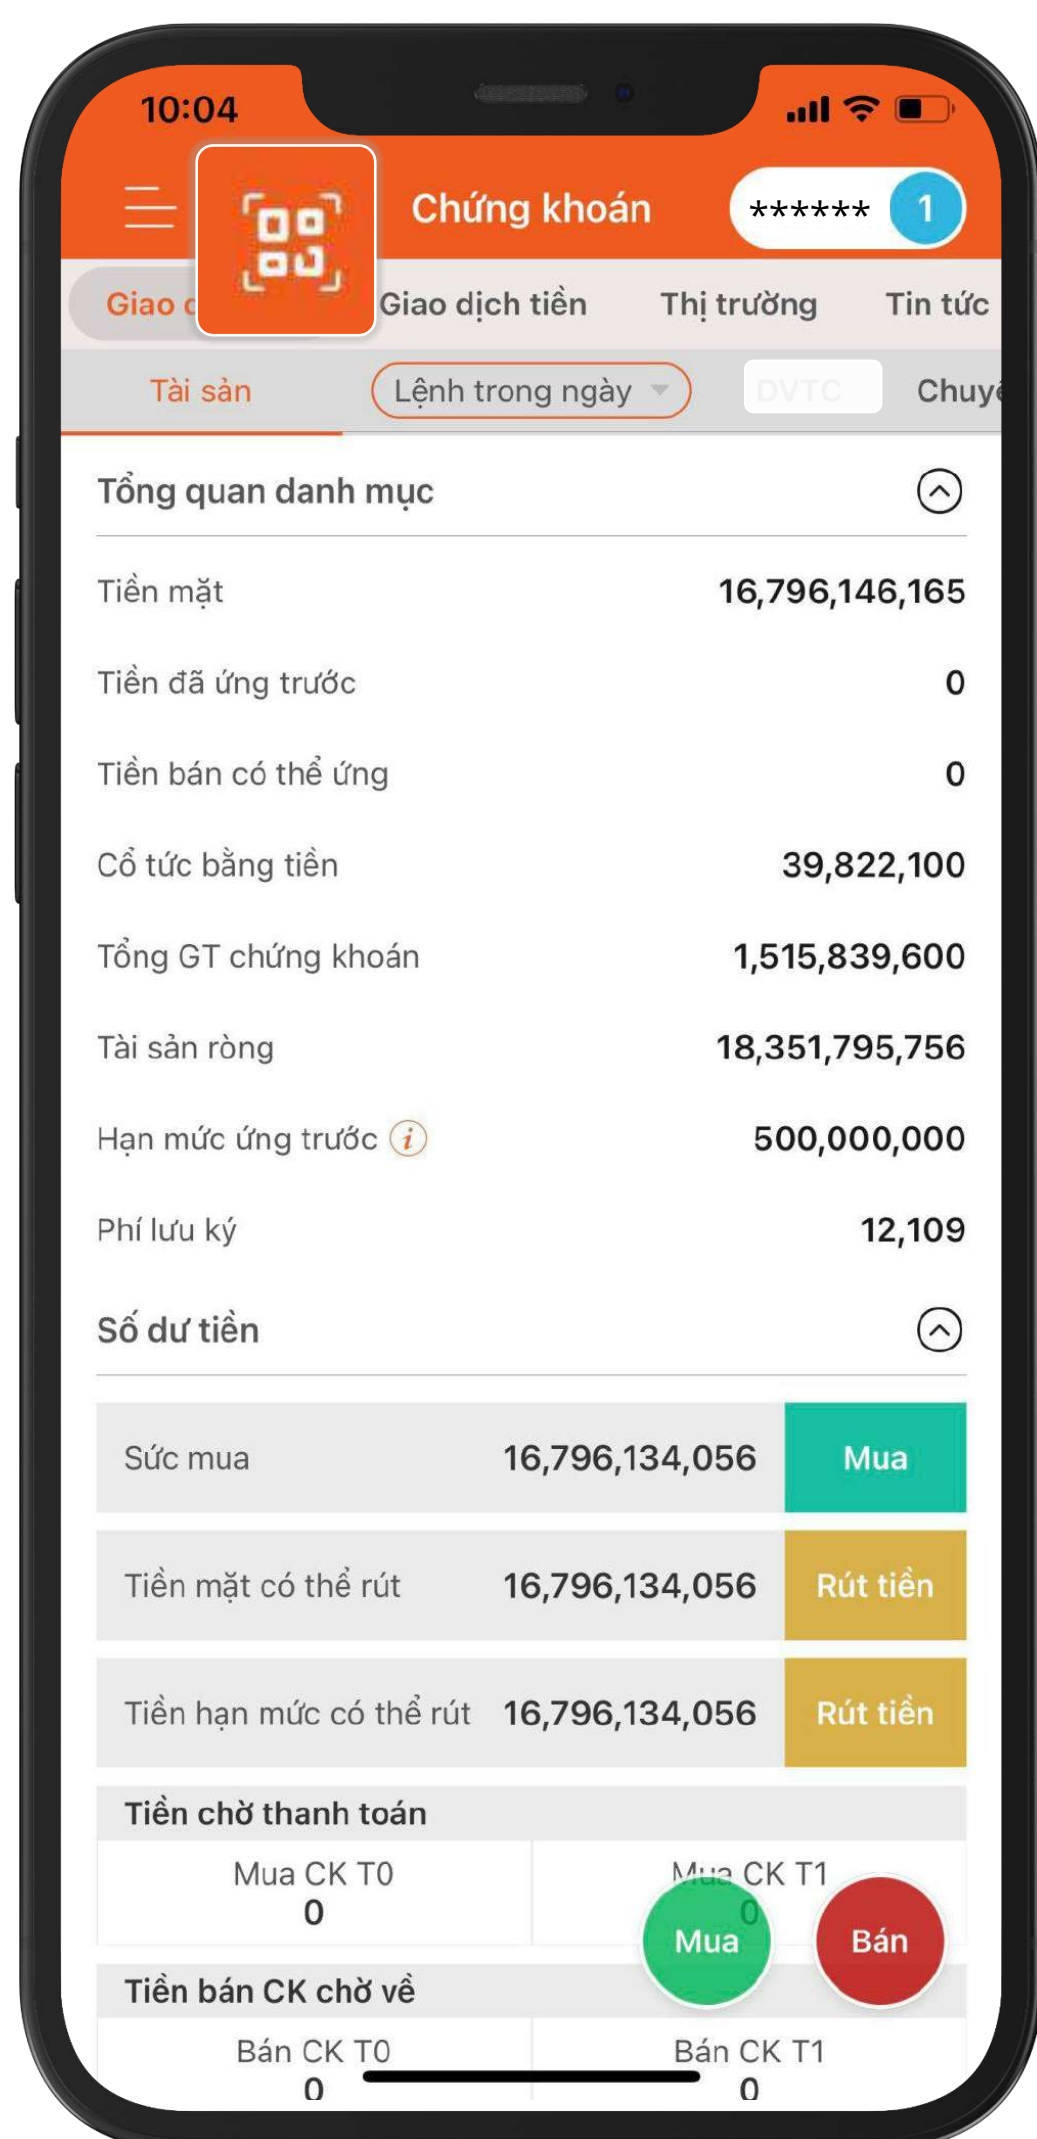 10:04
Chứng khoán
****** 1
Giao Giao dịch tiền Thị trường Tin tức
Tài sản Lệnh trong ngày DVTC Chuyể
Tổng quan danh mục
Tiền mặt 16,796,146,165
Tiền đã ứng trước 0
Tiền bán có thể ứng 0
Cổ tức bằng tiền 39,822,100
Tổng GT chứng khoán 1,515,839,600
Tài sản ròng 18,351,795,756
Hạn mức ứng trước i 500,000,000
Phí lưu ký 12,109
Số dư tiền
Sức mua 16,796,134,056 Mua
Tiền mặt có thể rút 16,796,134,056 Rút tiền
Tiền hạn mức có thể rút 16,796,134,056 Rút tiền
Tiền chờ thanh toán
Mua CK T0 Mua CK T1
0 0
Mua Bán
Tiền bán CK chờ về
Bán CK T0 Bán CK T1
0 0